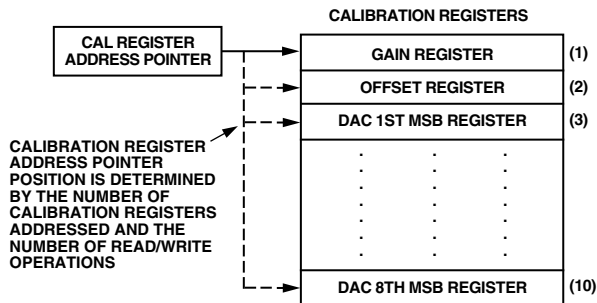 CALIBRATION REGISTERS
CAL REGISTER
ADDRESS POINTER
GAIN REGISTER (1)
OFFSET REGISTER (2)
DAC 1ST MSB REGISTER (3)
CALIBRATION REGISTER
ADDRESS POINTER
POSITION IS DETERMINED
BY THE NUMBER OF
CALIBRATION REGISTERS
ADDRESSED AND THE
NUMBER OF READ/WRITE
OPERATIONS
DAC 8TH MSB REGISTER (10)